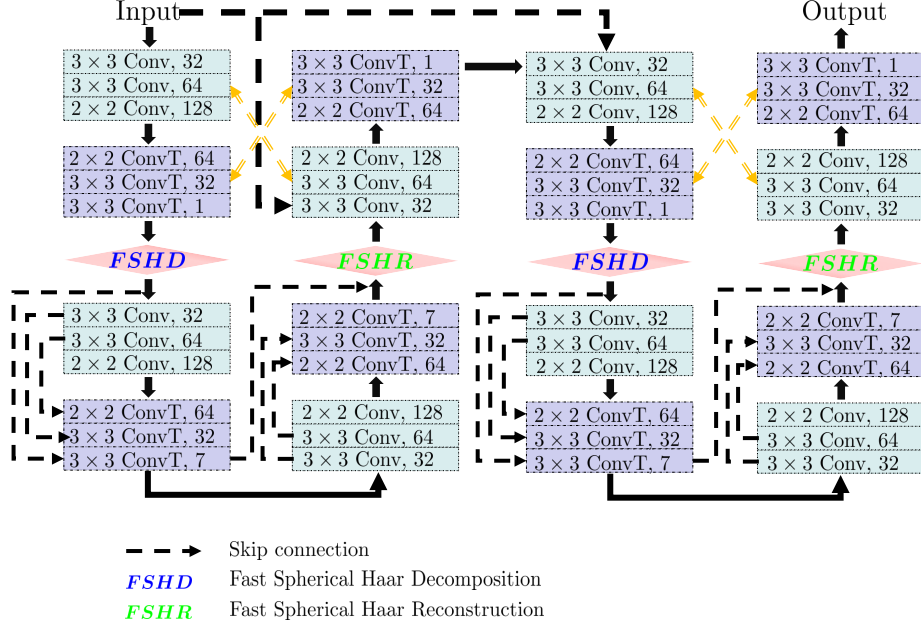 Input
Output
3 × 3 Conv, 32
3 × 3 Conv, 64
2 × 2 Conv, 128
2 × 2 ConvT, 64
3 × 3 ConvT, 32
3 × 3 ConvT, 1
FSHD
3 × 3 Conv, 32
3 × 3 Conv, 64
2 × 2 Conv, 128
2 × 2 ConvT, 64
3 × 3 ConvT, 32
3 × 3 ConvT, 7
3 × 3 ConvT, 1
3 × 3 ConvT, 32
2 × 2 ConvT, 64
2 × 2 Conv, 128
3 × 3 Conv, 64
3 × 3 Conv, 32
FSHR
2 × 2 ConvT, 7
3 × 3 ConvT, 32
2 × 2 ConvT, 64
2 × 2 Conv, 128
3 × 3 Conv, 64
3 × 3 Conv, 32
3 × 3 Conv, 32
3 × 3 Conv, 64
2 × 2 Conv, 128
2 × 2 ConvT, 64
3 × 3 ConvT, 32
3 × 3 ConvT, 1
FSHD
3 × 3 Conv, 32
3 × 3 Conv, 64
2 × 2 Conv, 128
2 × 2 ConvT, 64
3 × 3 ConvT, 32
3 × 3 ConvT, 7
3 × 3 ConvT, 1
3 × 3 ConvT, 32
2 × 2 ConvT, 64
2 × 2 Conv, 128
3 × 3 Conv, 64
3 × 3 Conv, 32
FSHR
2 × 2 ConvT, 7
3 × 3 ConvT, 32
2 × 2 ConvT, 64
2 × 2 Conv, 128
3 × 3 Conv, 64
3 × 3 Conv, 32
Skip connection
FSHD Fast Spherical Haar Decomposition
FSHR Fast Spherical Haar Reconstruction